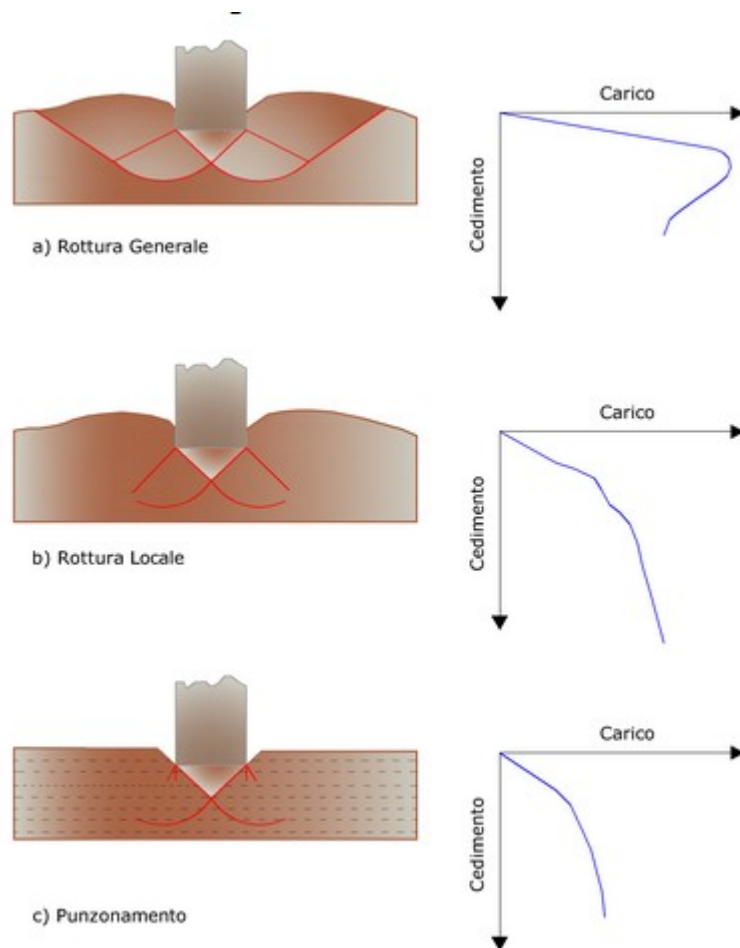 Carico
Cedimento
a) Rottura Generale
Carico
Cedimento
b) Rottura Locale
Carico
Cedimento
c) Punzonamento